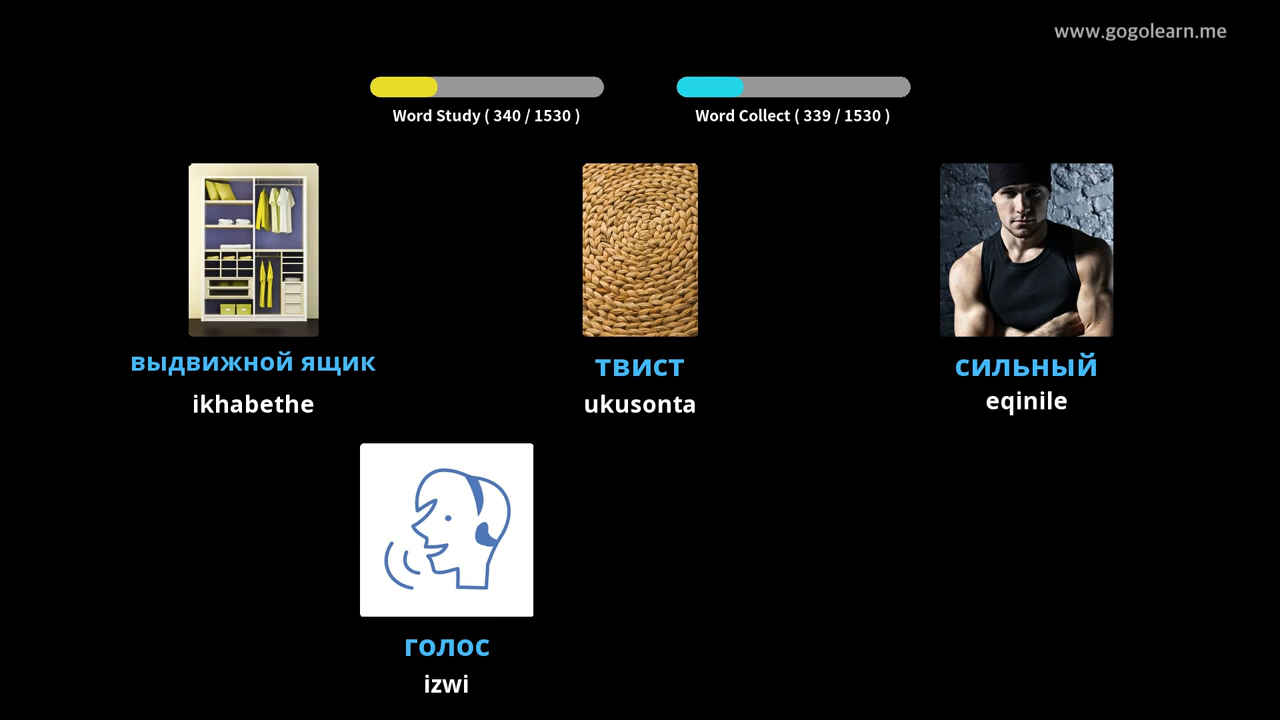 www.gogolearn.me
Word Study ( 340 / 1530 )
Word Collect ( 339 / 1530 )
выдвижной ящик
ikhabethe
твист
ukusonta
сильный
eqinile
голос
izwi